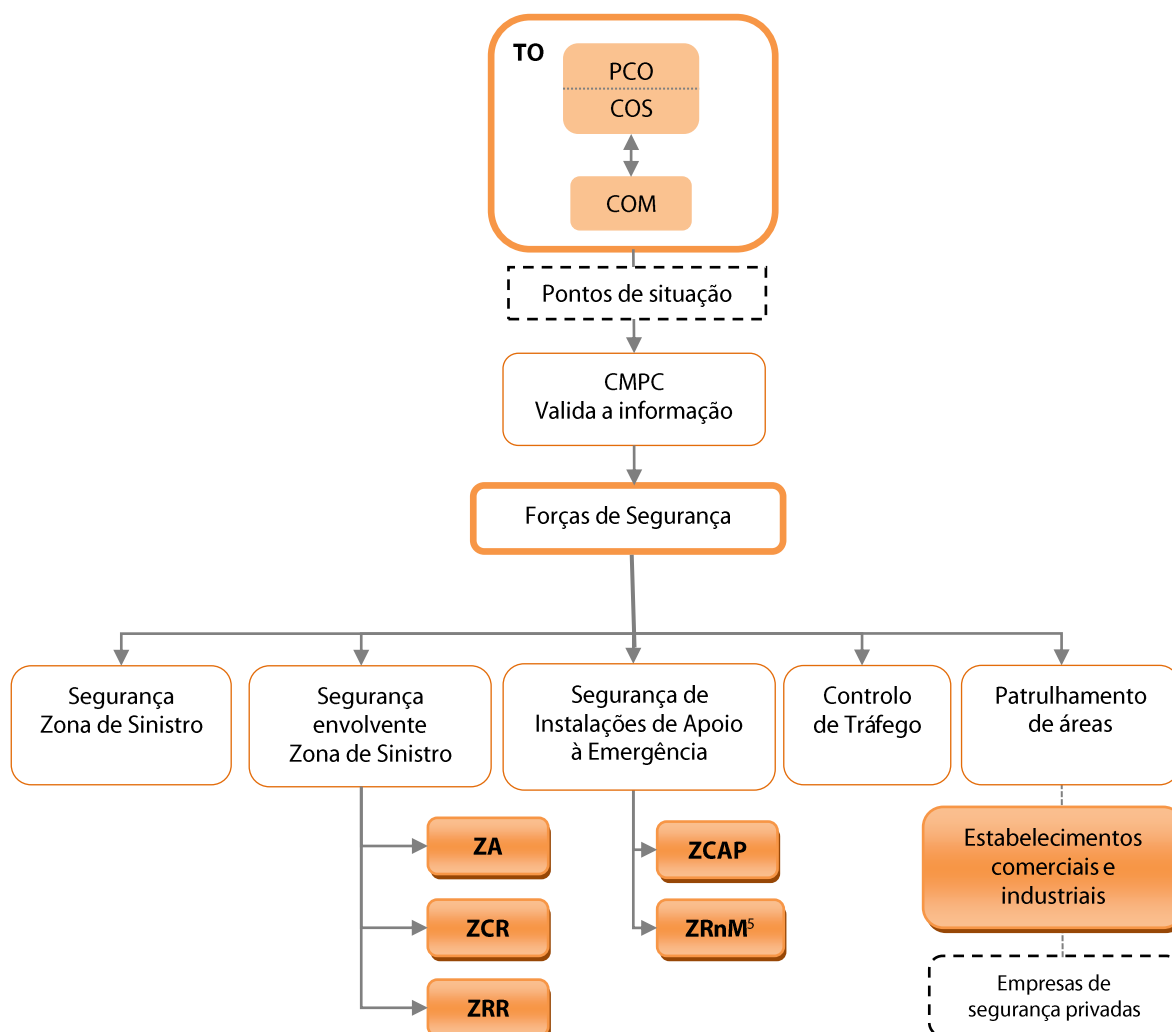 TO
PCO
COS
COM
Pontos de situação
CMPC
Valida a informação
Forças de Segurança
Segurança
Zona de Sinistro
Segurança
envolvente
Zona de Sinistro
Segurança de
Instalações de Apoio
à Emergência
Controlo
de Tráfego
Patrulhamento
de áreas
ZA
ZCR
ZRR
ZCAP
ZRnM⁵
Estabelecimentos
comerciais e
industriais
Empresas de
segurança privadas